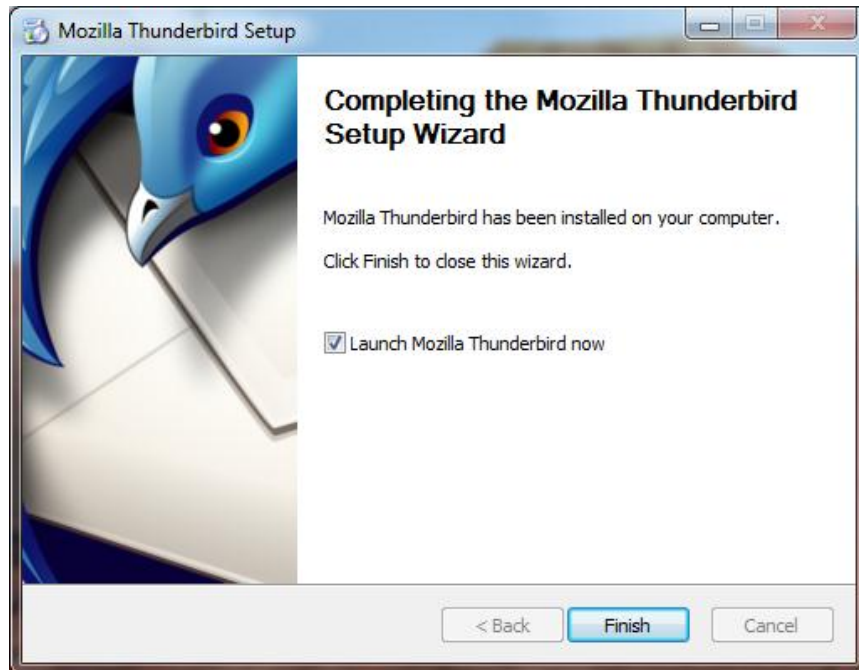 Mozilla Thunderbird Setup
Completing the Mozilla Thunderbird
Setup Wizard
Mozilla Thunderbird has been installed on your computer.
Click Finish to close this wizard.
Launch Mozilla Thunderbird now
< Back Finish Cancel